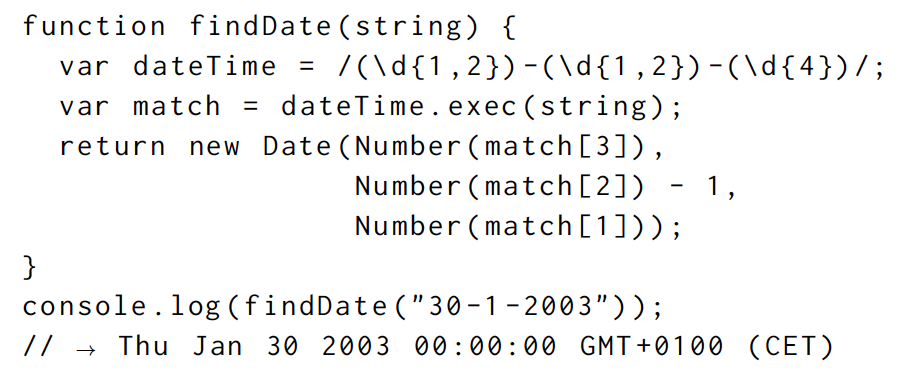 function findDate(string) {
  var dateTime = /(\d{1,2})-(\d{1,2})-(\d{4})/;
  var match = dateTime.exec(string);
  return new Date(Number(match[3]),
                  Number(match[2]) - 1,
                  Number(match[1]));
}
console.log(findDate("30-1-2003"));
// → Thu Jan 30 2003 00:00:00 GMT+0100 (CET)